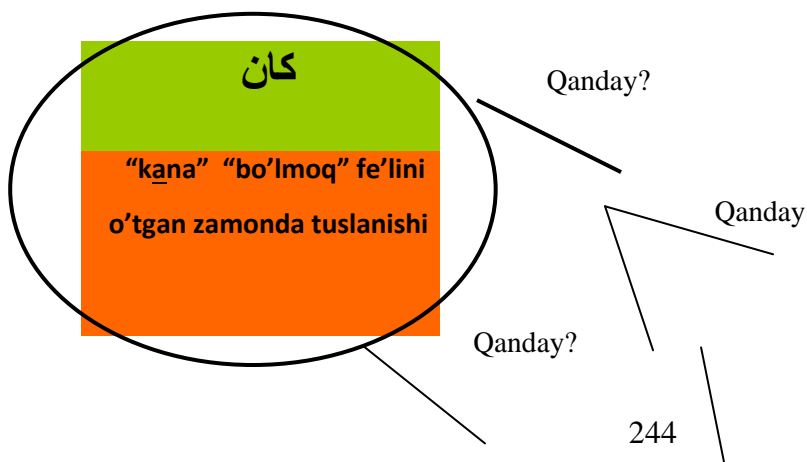 كان
Qanday?
“kana” “bo’lmoq” fe’lini
o’tgan zamonda tuslanishi
Qanday
Qanday?
244